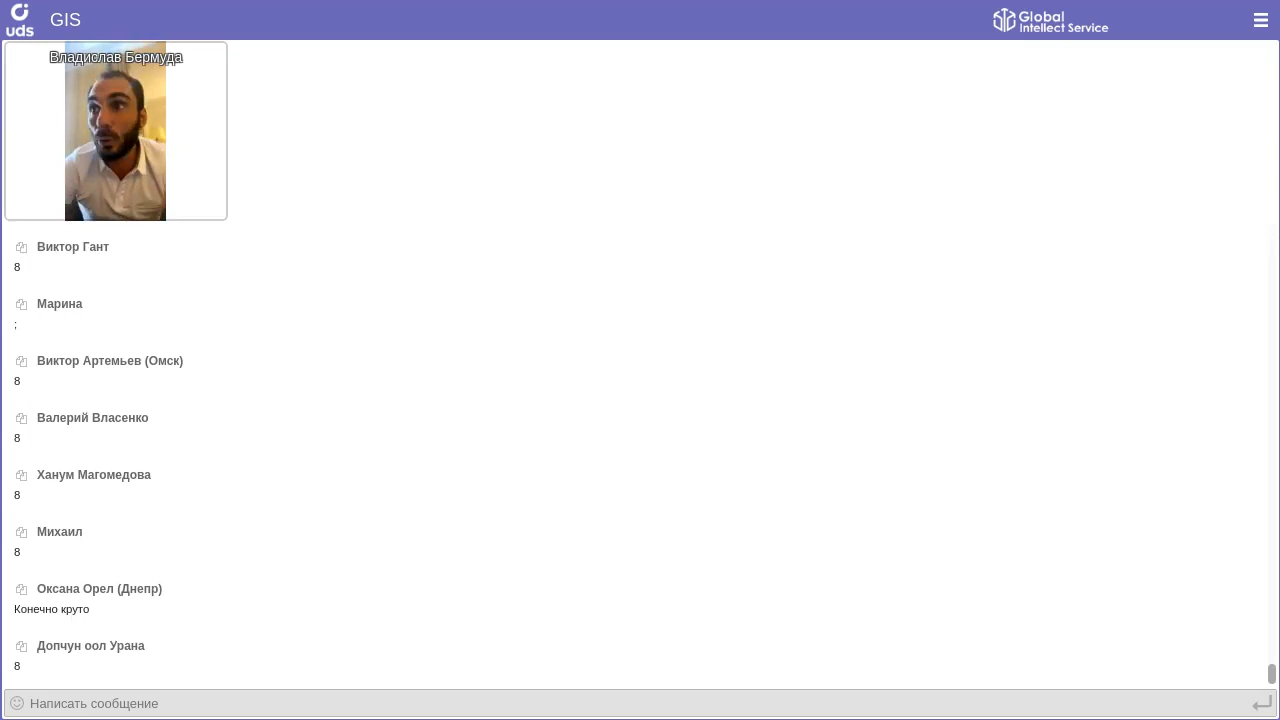 uds
GIS
Global
Intellect Service
Владислав Бермуда
Виктор Гант
8
Марина
;
Виктор Артемьев (Омск)
8
Валерий Власенко
8
Ханум Магомедова
8
Михаил
8
Оксана Орел (Днепр)
Конечно круто
Допчун оол Урана
8
Написать сообщение